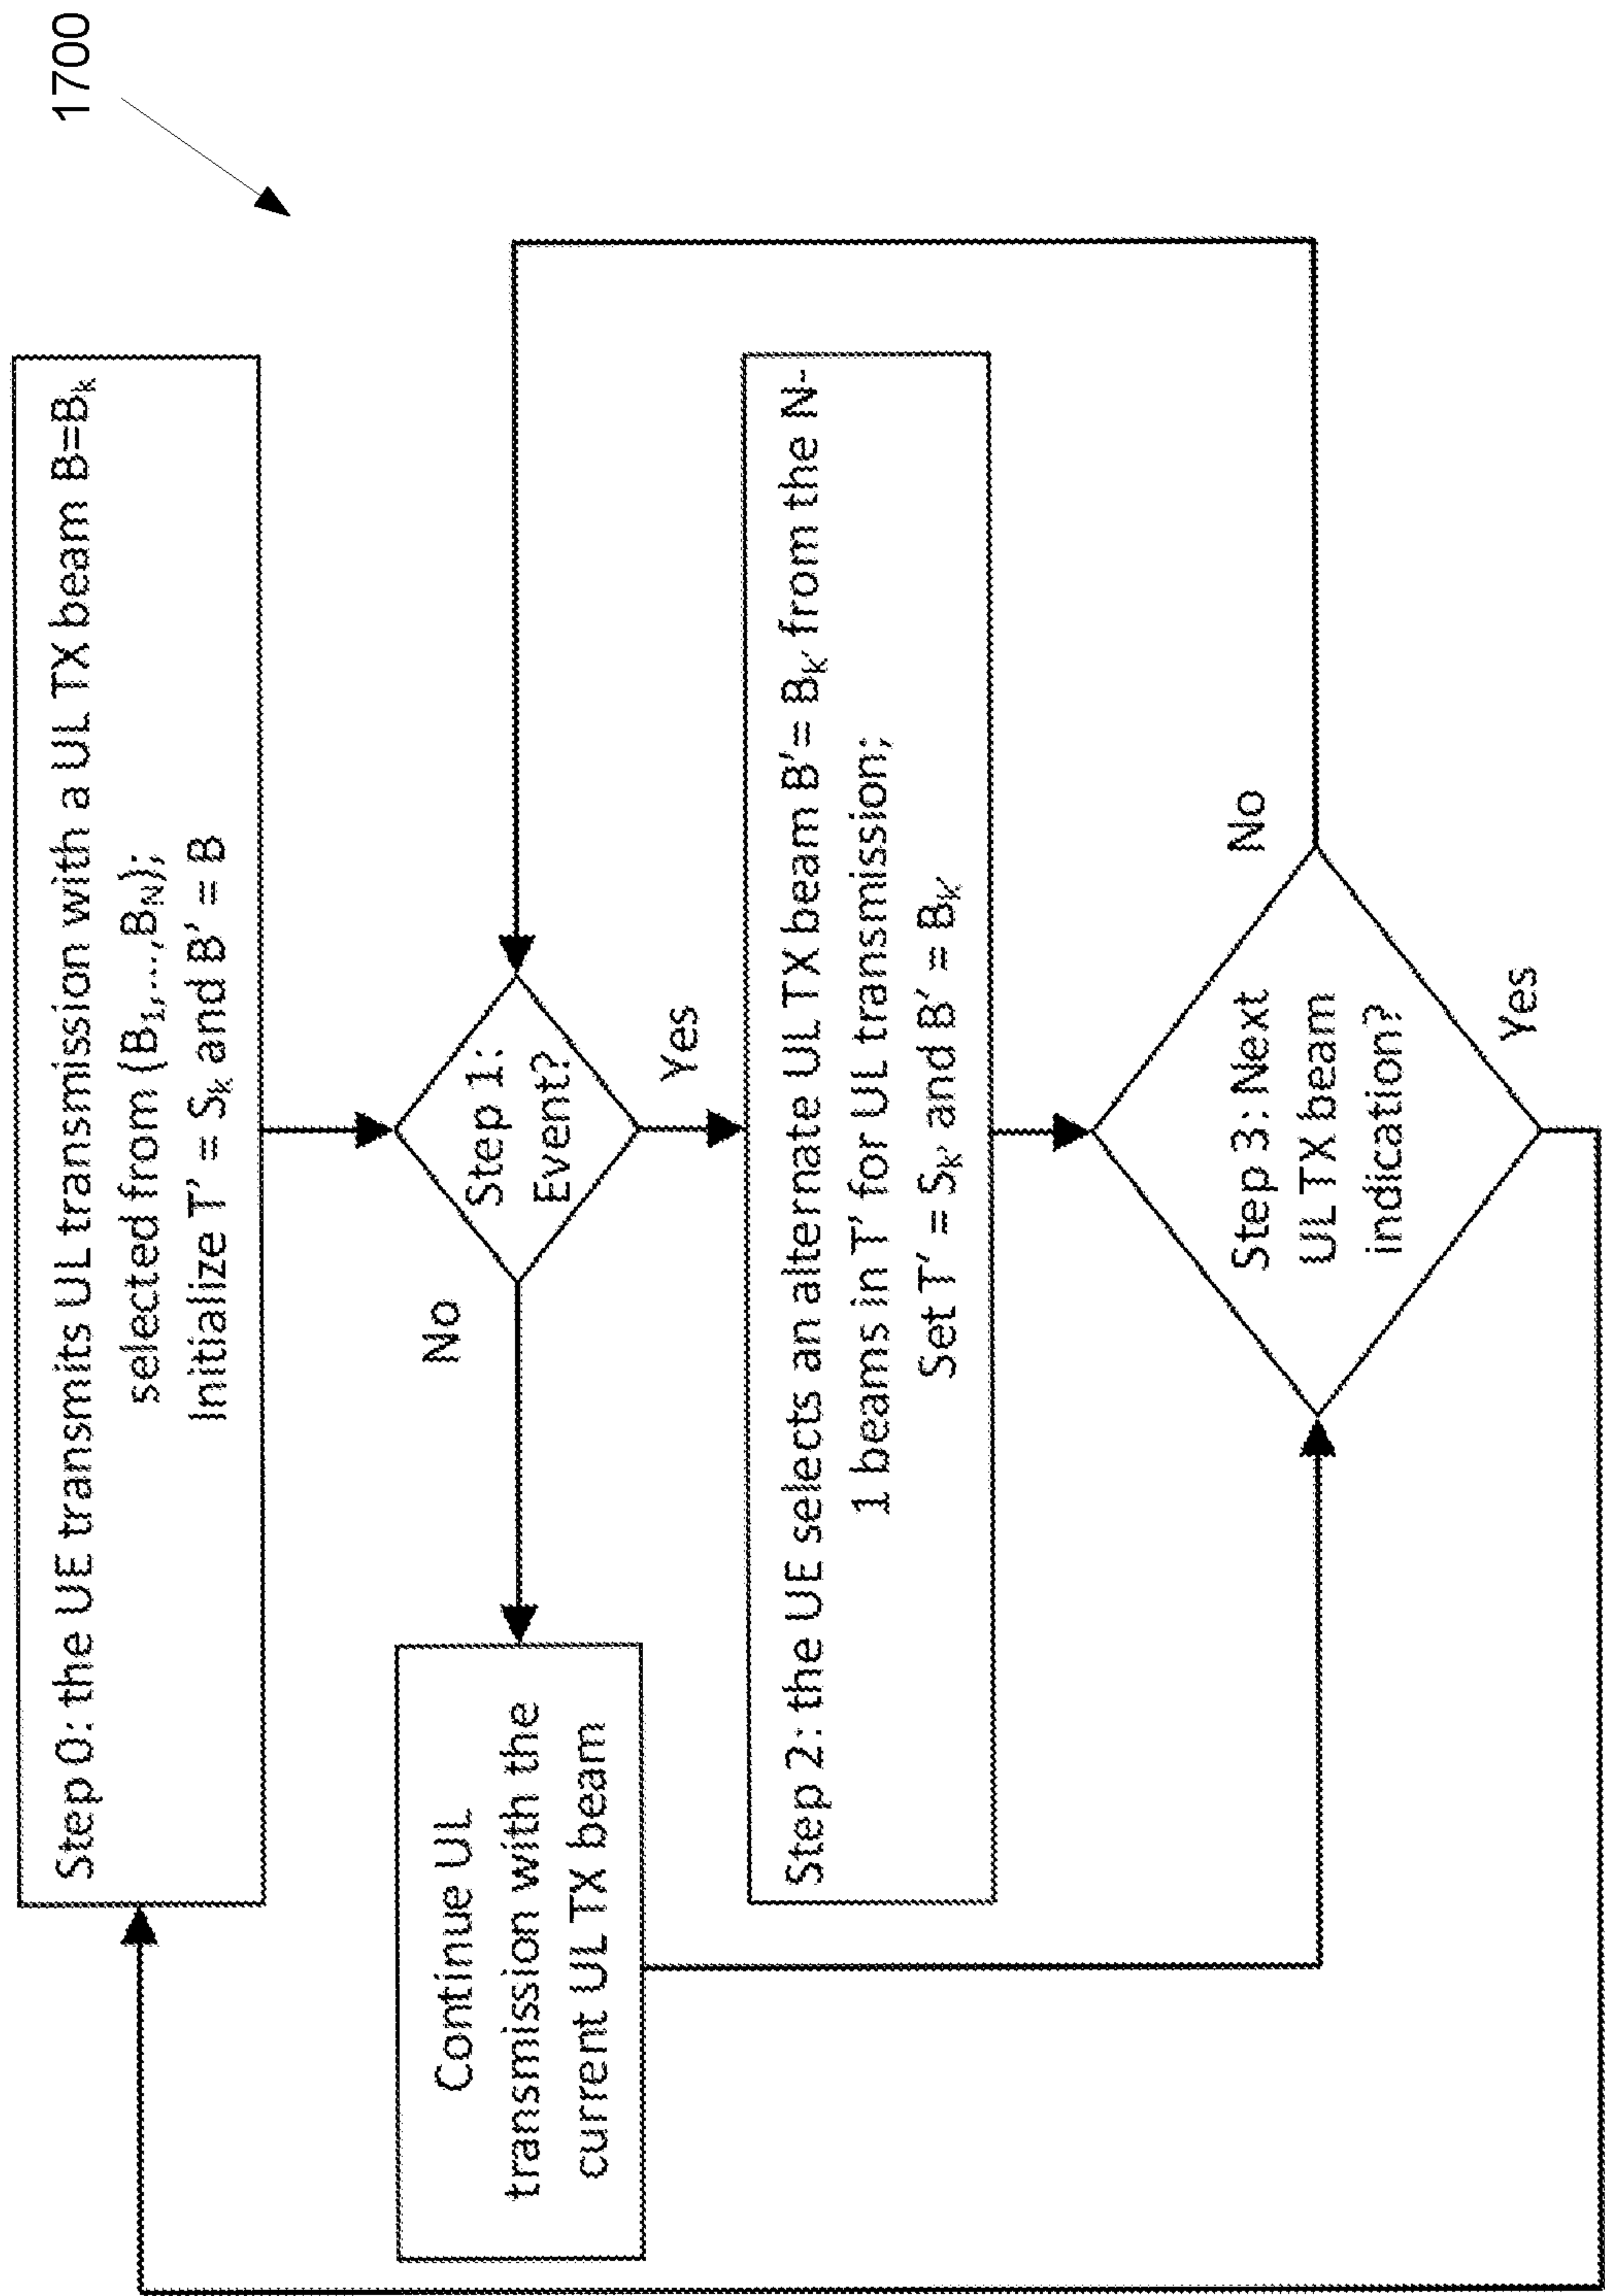 1700
Step 0: the UE transmits UL transmission with a UL TX beam B=Bₖ
selected from {B₁,...,B_N};
Initialize T' = Sₖ and B' = B
Step 1:
Event?
No
Yes
Continue UL
transmission with the
current UL TX beam
Step 2: the UE selects an alternate UL TX beam B'= Bₖ' from the N-
1 beams in T' for UL transmission;
Set T' = Sₖ' and B' = Bₖ'
Step 3: Next
UL TX beam
indication?
No
Yes